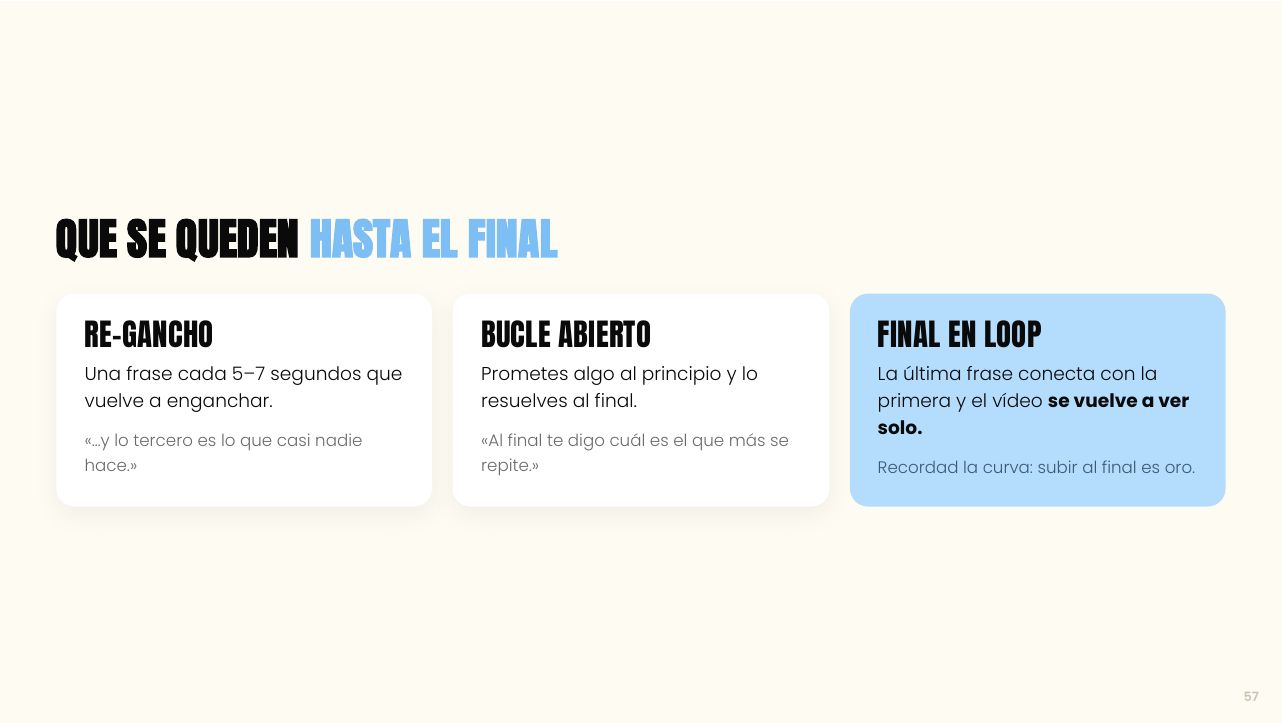 QUE SE QUEDEN HASTA EL FINAL
RE-GANCHO
Una frase cada 5–7 segundos que
vuelve a enganchar.
«…y lo tercero es lo que casi nadie
hace.»
BUCLE ABIERTO
Prometes algo al principio y lo
resuelves al final.
«Al final te digo cuál es el que más se
repite.»
FINAL EN LOOP
La última frase conecta con la
primera y el vídeo se vuelve a ver
solo.
Recordad la curva: subir al final es oro.
57